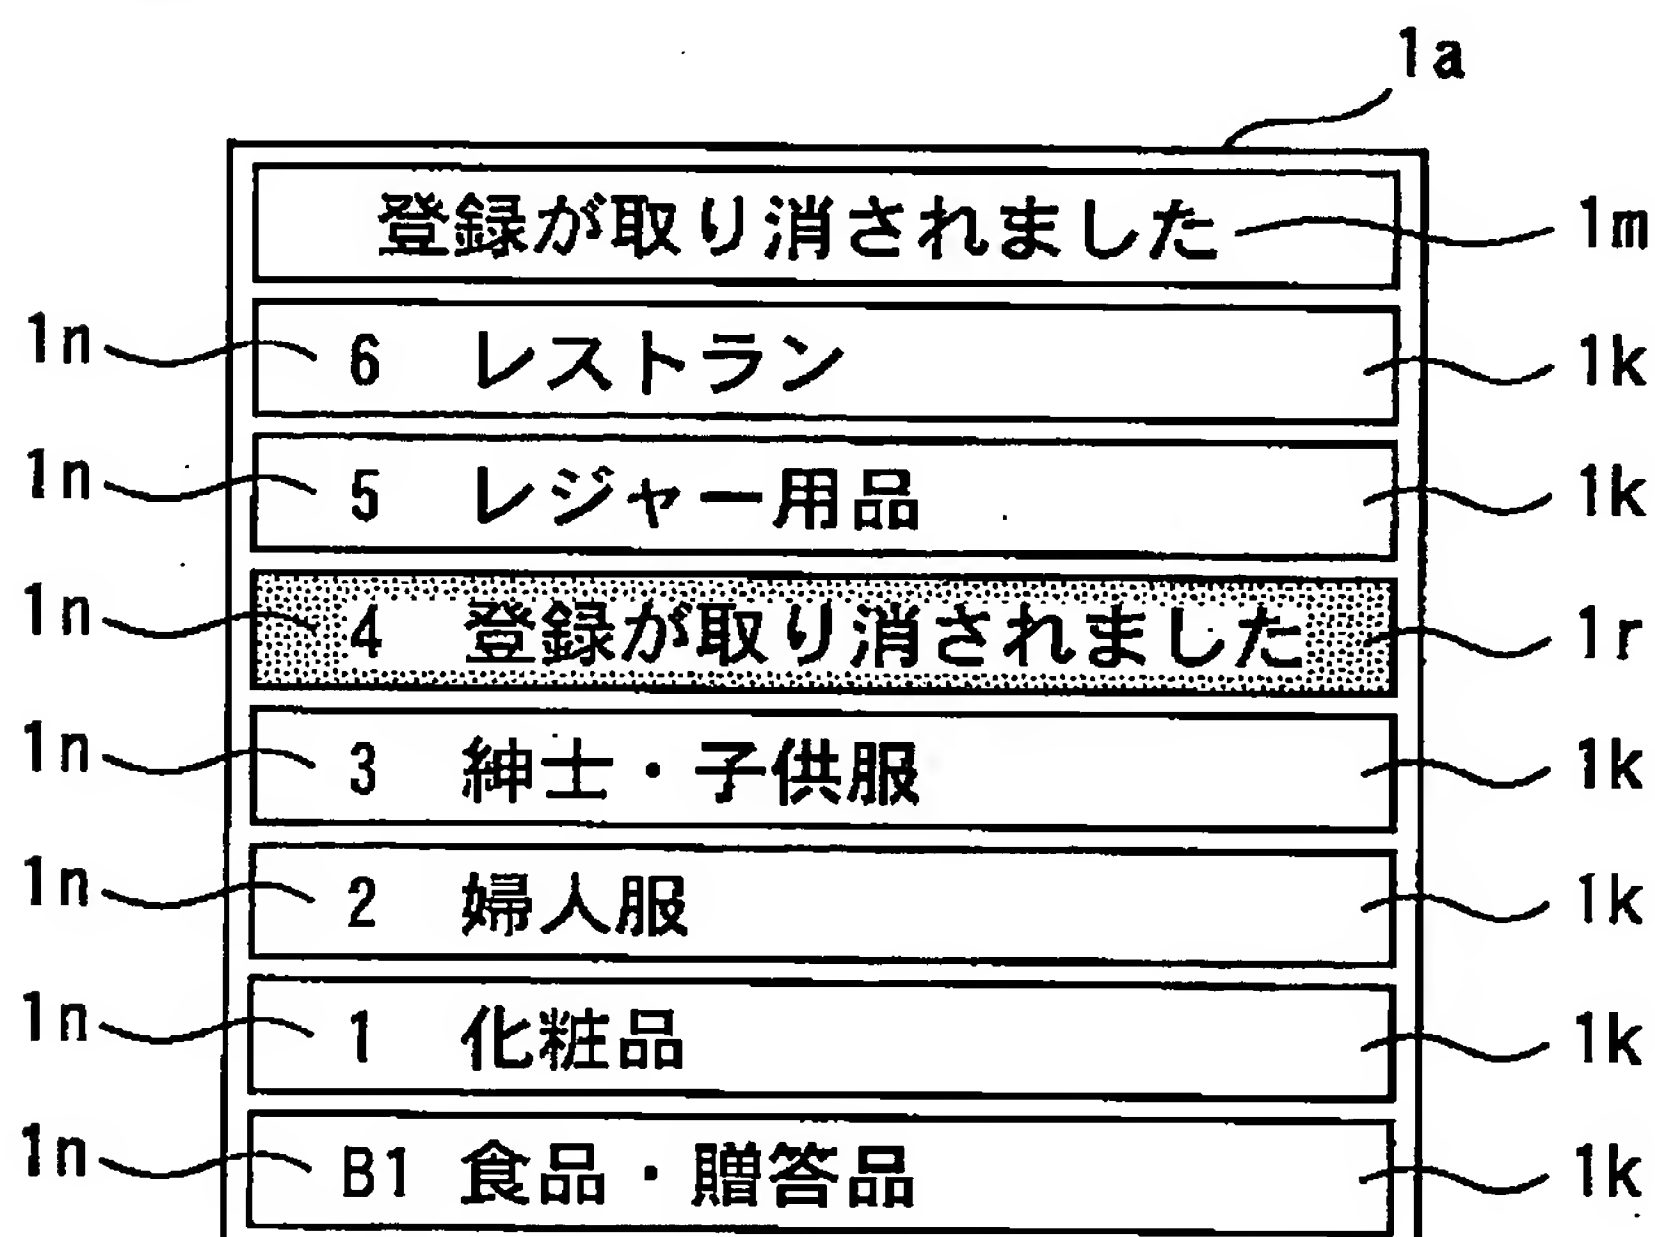 1a
登録が取り消されました 1m
1n 6 レストラン 1k
1n 5 レジャー用品 1k
1n 4 登録が取り消されました 1r
1n 3 紳士・子供服 1k
1n 2 婦人服 1k
1n 1 化粧品 1k
1n B1 食品・贈答品 1k